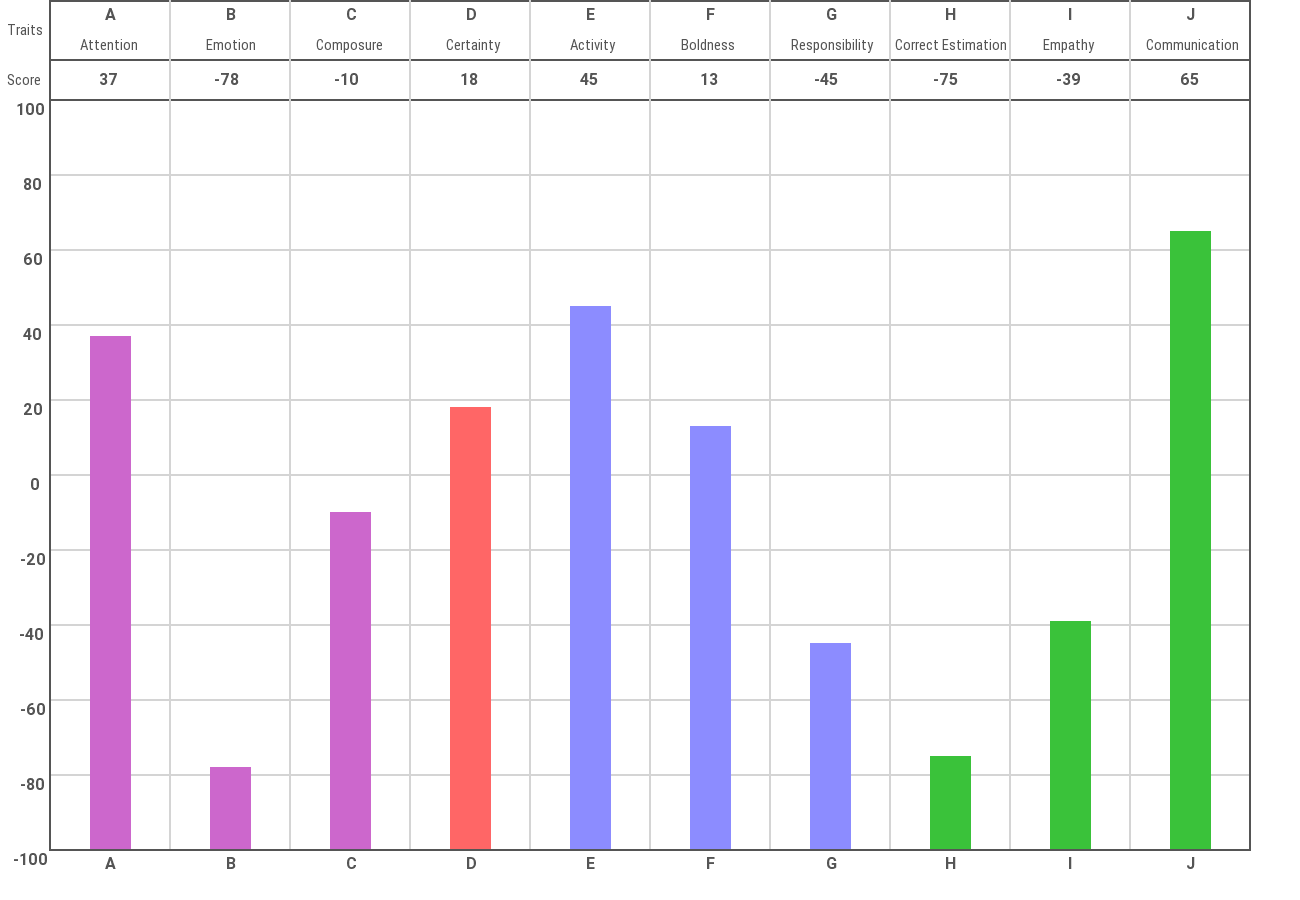 A B C D E F G H I J
Traits
Attention Emotion Composure Certainty Activity Boldness Responsibility Correct Estimation Empathy Communication
Score 37 -78 -10 18 45 13 -45 -75 -39 65
100
80
60
40
20
0
-20
-40
-60
-80
-100
A B C D E F G H I J